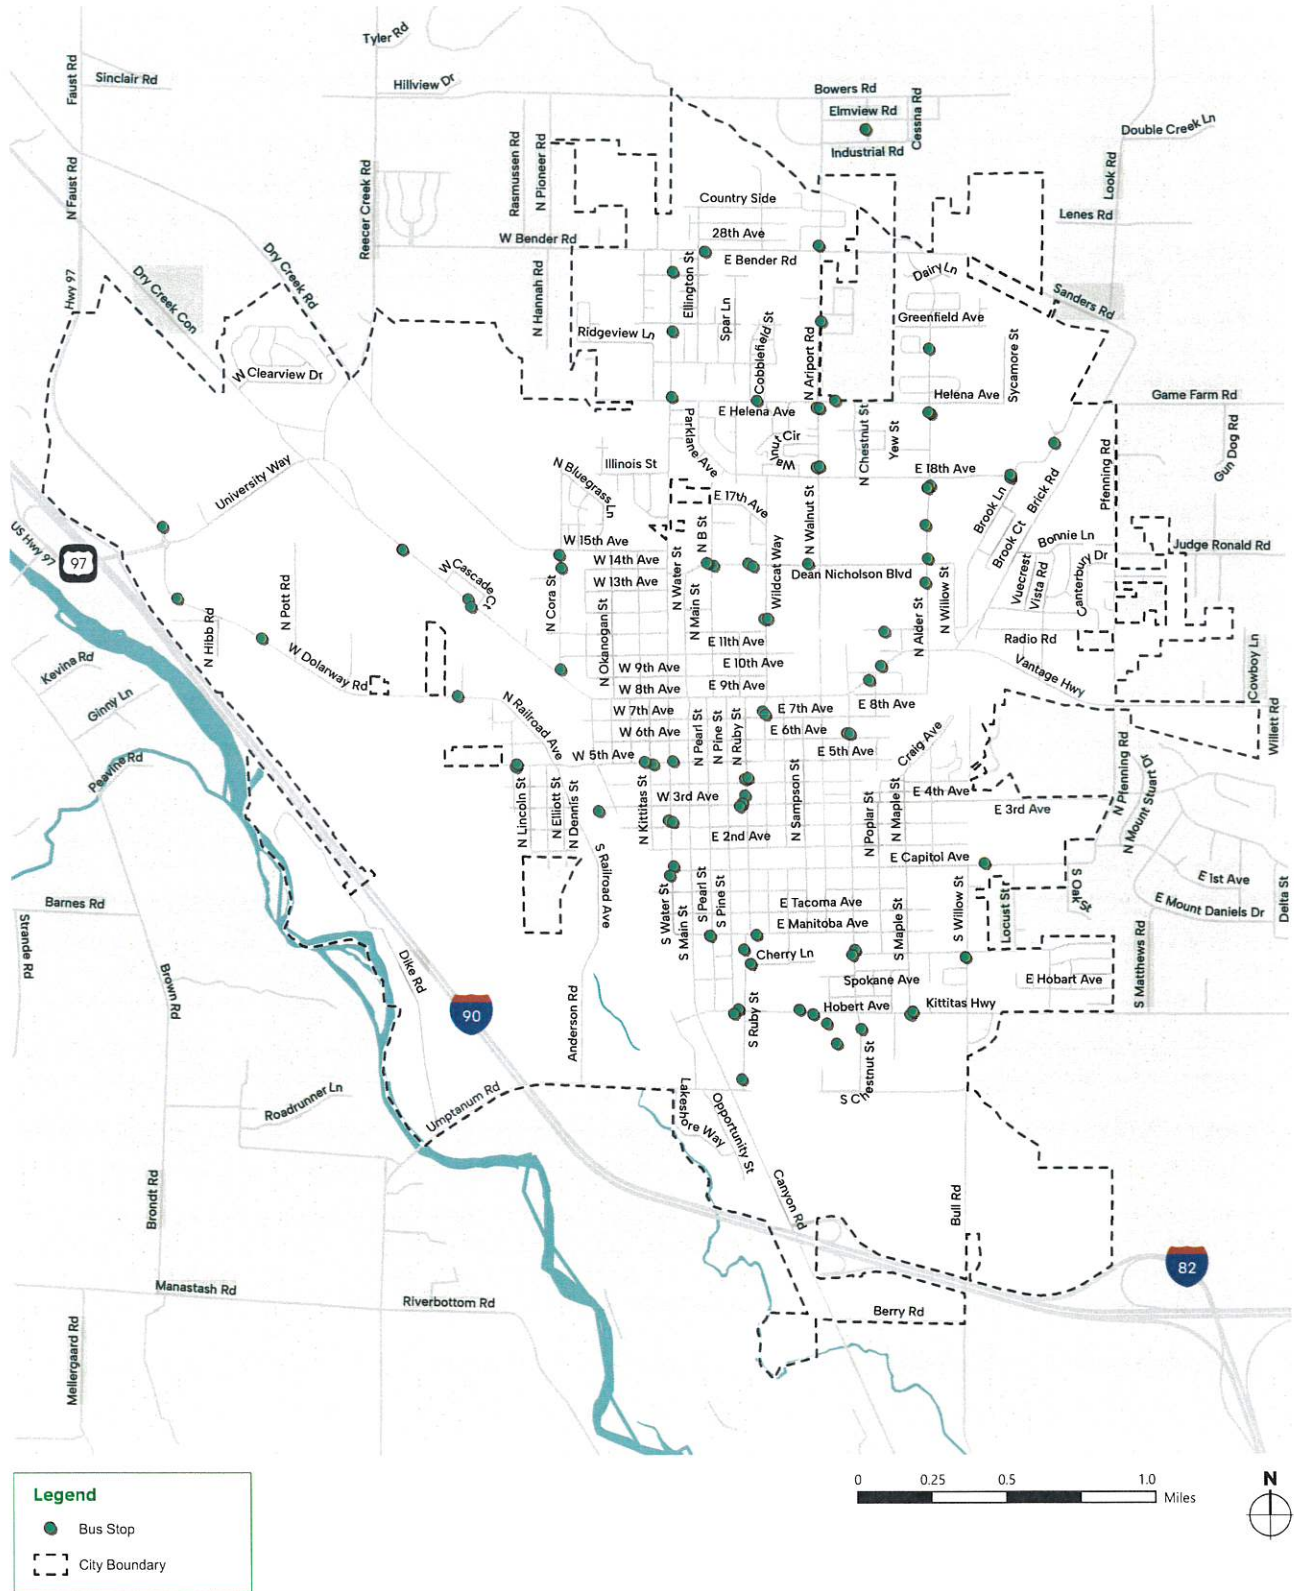 Tyler Rd
Faust Rd
Sinclair Rd
Hillview Dr
Bowers Rd
Elmview Rd
Cessna Rd
Double Creek Ln
Industrial Rd
Rasmussen Rd
N Pioneer Rd
N Faust Rd
Reecer Creek Rd
Look Rd
Country Side
Lenes Rd
W Bender Rd
28th Ave
E Bender Rd
Dry Creek Rd
Dry Creek Con
Hwy 97
N Hannah Rd
Ellington St
Dairy Ln
Sanders Rd
Spar Ln
Cobblefield St
Greenfield Ave
Ridgeview Ln
N Ariport Rd
Sycamore St
W Clearview Dr
Helena Ave
Game Farm Rd
E Helena Ave
Parklane Ave
N Chestnut St
Yew St
Gun Dog Rd
Walnut Cir
Pfenning Rd
University Way
N Bluegrass Ln
Illinois St
E 18th Ave
Brick Rd
E 17th Ave
Brook Ln
N B St
N Walnut St
US Hwy 97
97
W 15th Ave
Brook Ct
Bonnie Ln
Judge Ronald Rd
W 14th Ave
N Water St
Wildcat Way
Dean Nicholson Blvd
W Cascade Ct
W 13th Ave
Vuecrest
Vista Rd
Canterbury Dr
N Pott Rd
N Cora St
N Okanogan St
N Main St
N Alder St
N Willow St
N Hibb Rd
E 11th Ave
Radio Rd
Kevina Rd
W Dolarway Rd
W 9th Ave
E 10th Ave
Vantage Hwy
Cowboy Ln
W 8th Ave
E 9th Ave
Ginny Ln
N Railroad Ave
W 7th Ave
E 7th Ave
E 8th Ave
W 6th Ave
E 6th Ave
N Pearl St
N Pine St
N Ruby St
Willett Rd
W 5th Ave
E 5th Ave
Craig Ave
Peavine Rd
N Pfenning Rd
N Mount Stuart Dr
N Lincoln St
N Elliott St
N Dennis St
N Kittitas St
W 3rd Ave
N Sampson St
E 4th Ave
E 3rd Ave
N Poplar St
N Maple St
E 2nd Ave
S Railroad Ave
E Capitol Ave
E 1st Ave
S Oak St
Delta St
Barnes Rd
S Water St
S Main St
S Pearl St
S Pine St
E Tacoma Ave
S Willow St
Locust St
E Mount Daniels Dr
E Manitoba Ave
S Maple St
Strande Rd
Cherry Ln
S Matthews Rd
Brown Rd
Dike Rd
Spokane Ave
E Hobart Ave
90
Anderson Rd
Hobert Ave
Kittitas Hwy
S Ruby St
S Chestnut St
S Chestnut St
Roadrunner Ln
Umptanum Rd
Lakeshore Way
Opportunity St
Brondt Rd
Canyon Rd
Bull Rd
82
Manastash Rd
Riverbottom Rd
Berry Rd
Mellergaard Rd
Legend
Bus Stop
City Boundary
0 0.25 0.5 1.0
Miles
N